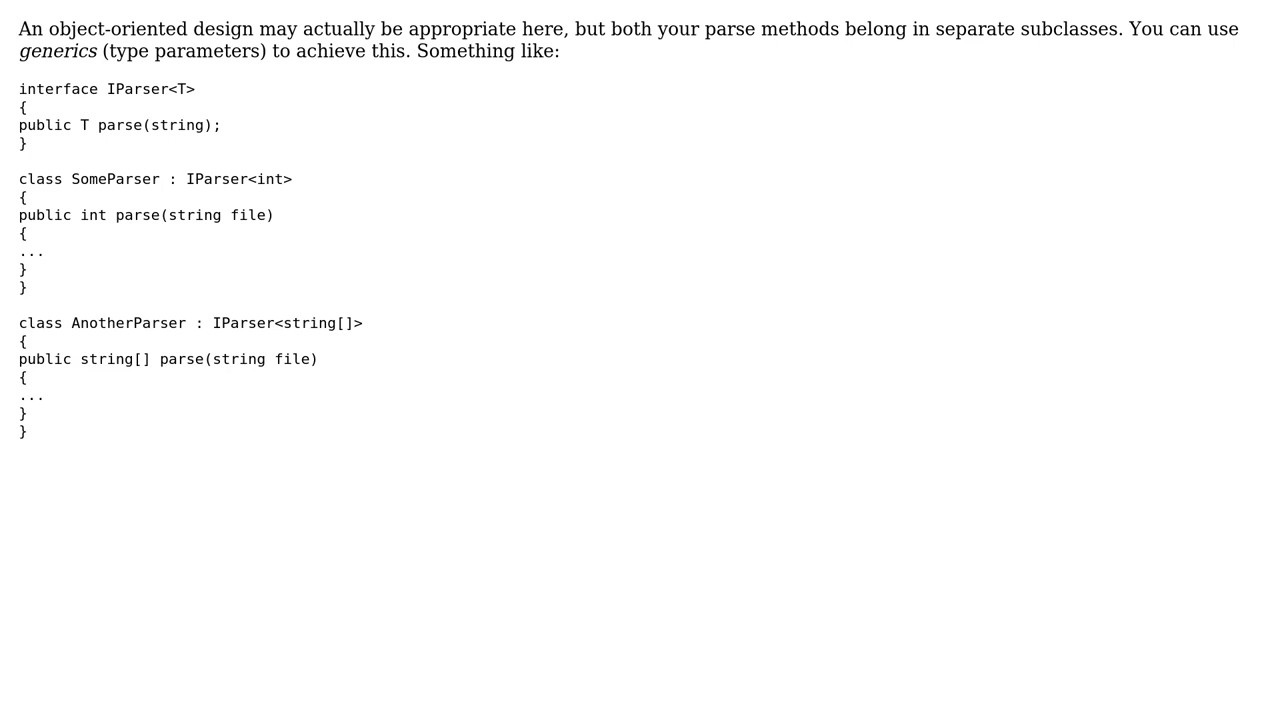 An object-oriented design may actually be appropriate here, but both your parse methods belong in separate subclasses. You can use
generics (type parameters) to achieve this. Something like:
interface IParser<T>
{
public T parse(string);
}
class SomeParser : IParser<int>
{
public int parse(string file)
{
...
}
}
class AnotherParser : IParser<string[]>
{
public string[] parse(string file)
{
...
}
}